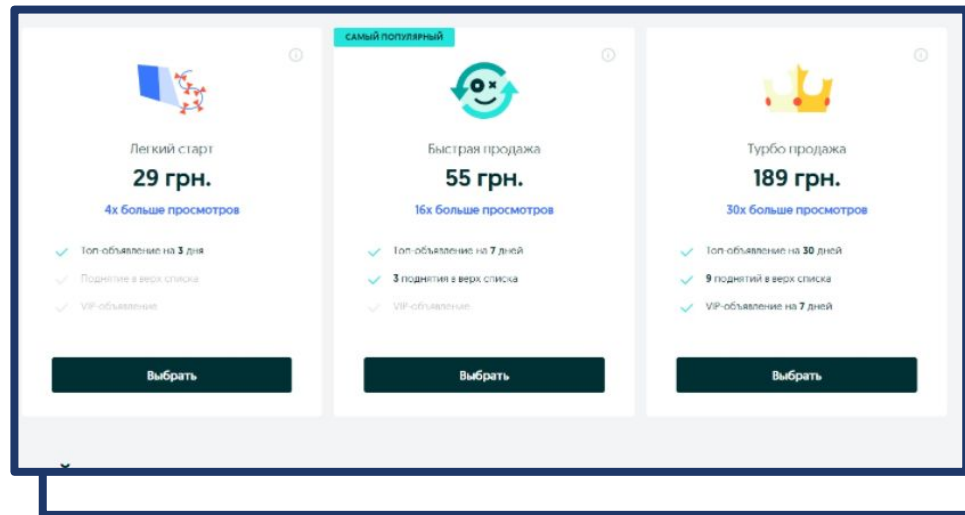 Легкий старт
29 грн.
4x больше просмотров
Топ-объявление на 3 дня
Поднятие в верх списка
VIP-объявление
Выбрать
САМЫЙ ПОПУЛЯРНЫЙ
Быстрая продажа
55 грн.
16x больше просмотров
Топ-объявление на 7 дней
3 поднятия в верх списка
VIP-объявление
Выбрать
Турбо продажа
189 грн.
30x больше просмотров
Топ-объявление на 30 дней
9 поднятий в верх списка
VIP-объявление на 7 дней
Выбрать